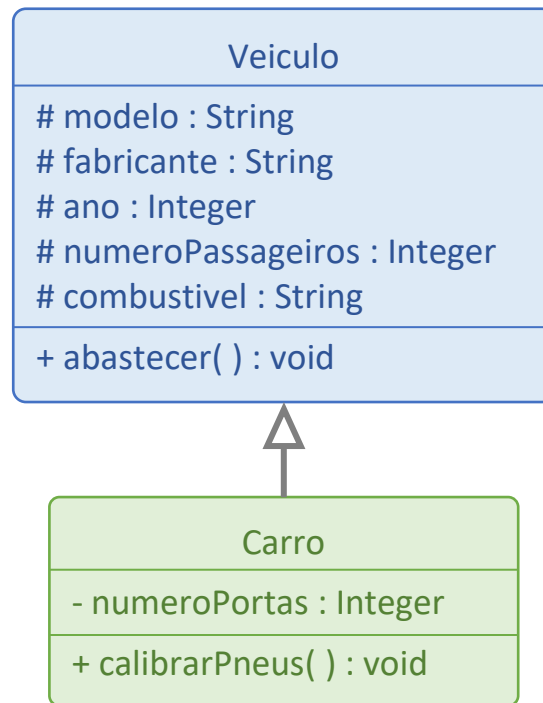 Veiculo
# modelo : String
# fabricante : String
# ano : Integer
# numeroPassageiros : Integer
# combustivel : String
+ abastecer( ) : void
Carro
- numeroPortas : Integer
+ calibrarPneus( ) : void